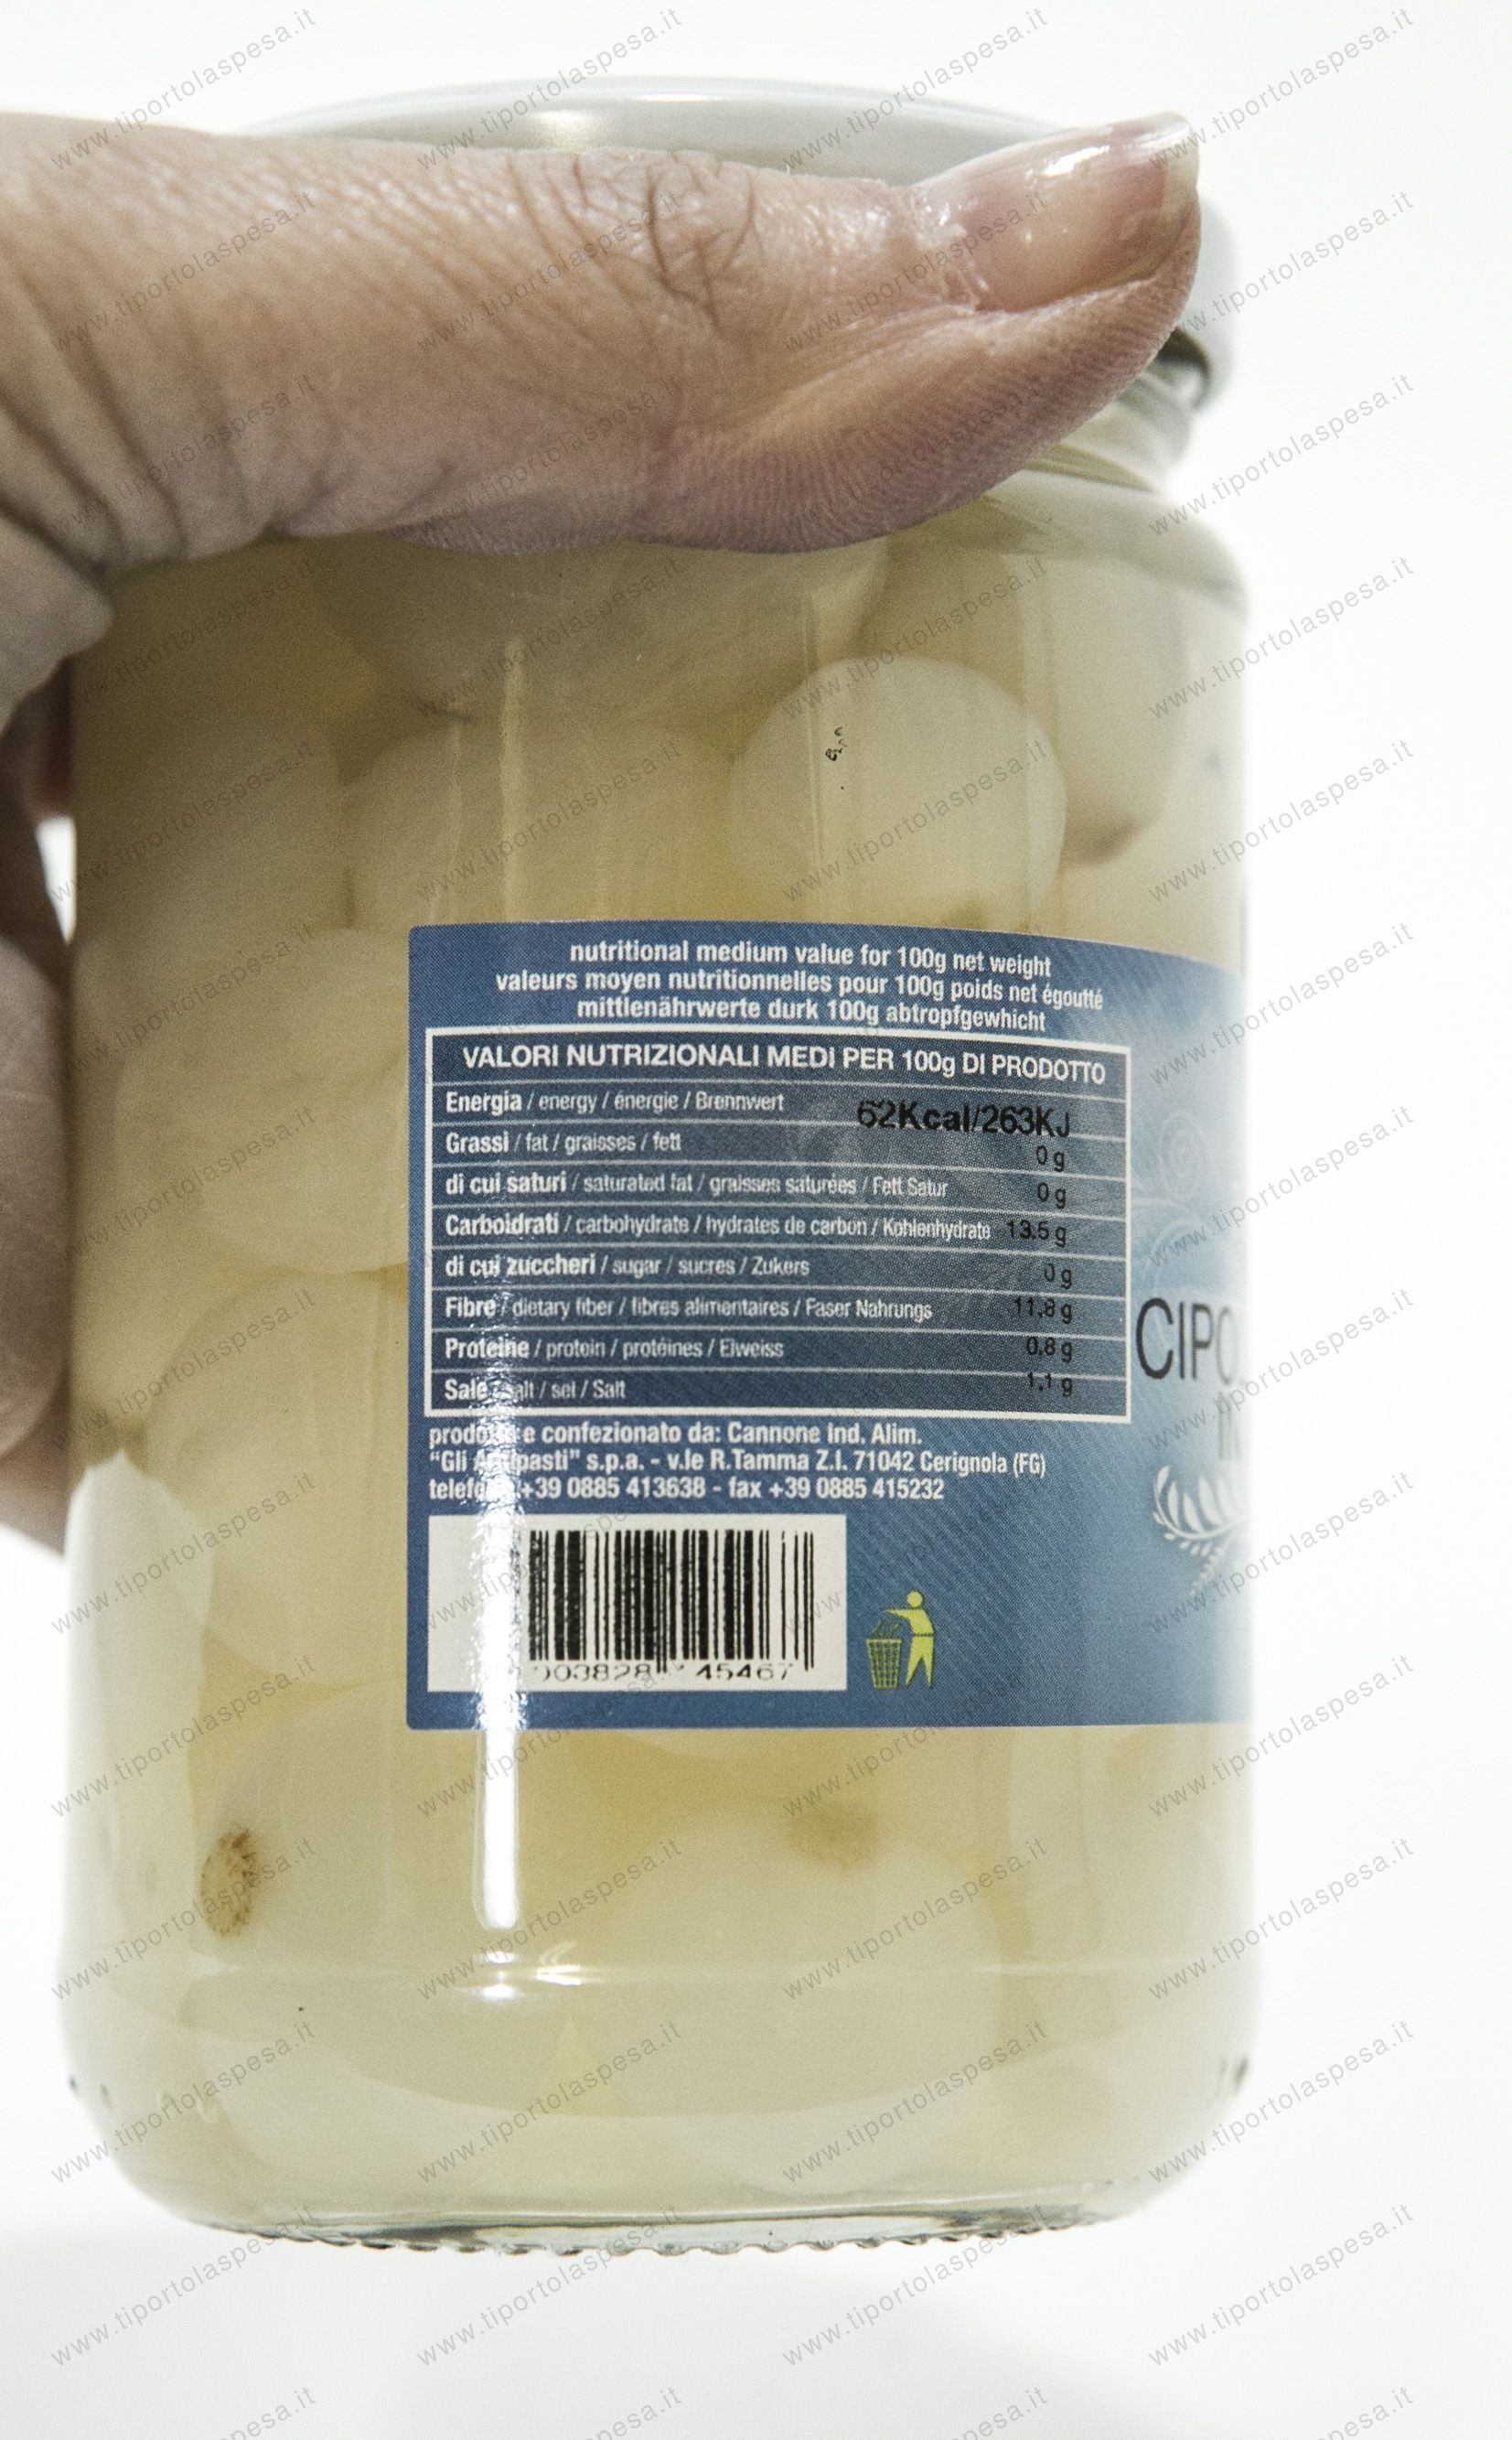 nutritional medium value for 100g net weight
valeurs moyen nutritionnelles pour 100g poids net égoutté
mittlenährwerte durk 100g abtropfgewhicht
VALORI NUTRIZIONALI MEDI PER 100g DI PRODOTTO
Energia / energy / énergie / Brennwert 62Kcal/263KJ
Grassi / fat / graisses / fett 0 g
di cui saturi / saturated fat / graisses saturées / Fett Satur 0 g
Carboidrati / carbohydrate / hydrates de carbon / Kohlenhydrate 13.5 g
di cui zuccheri / sugar / sucres / Zukers 0 g
Fibre / dietary fiber / fibres alimentaires / Faser Nahrungs 11,8 g
Proteine / protein / protéines / Eiweiss 0,8 g
Sale / salt / sel / Salt 1,1 g
e confezionato da: Cannone Ind. Alim.
"Gli Antipasti" s.p.a. - v.le R.Tamma Z.I. 71042 Cerignola (FG)
+39 0885 413638 - fax +39 0885 415232
003828 45467
CIPO
www.tiportolaspesa.it